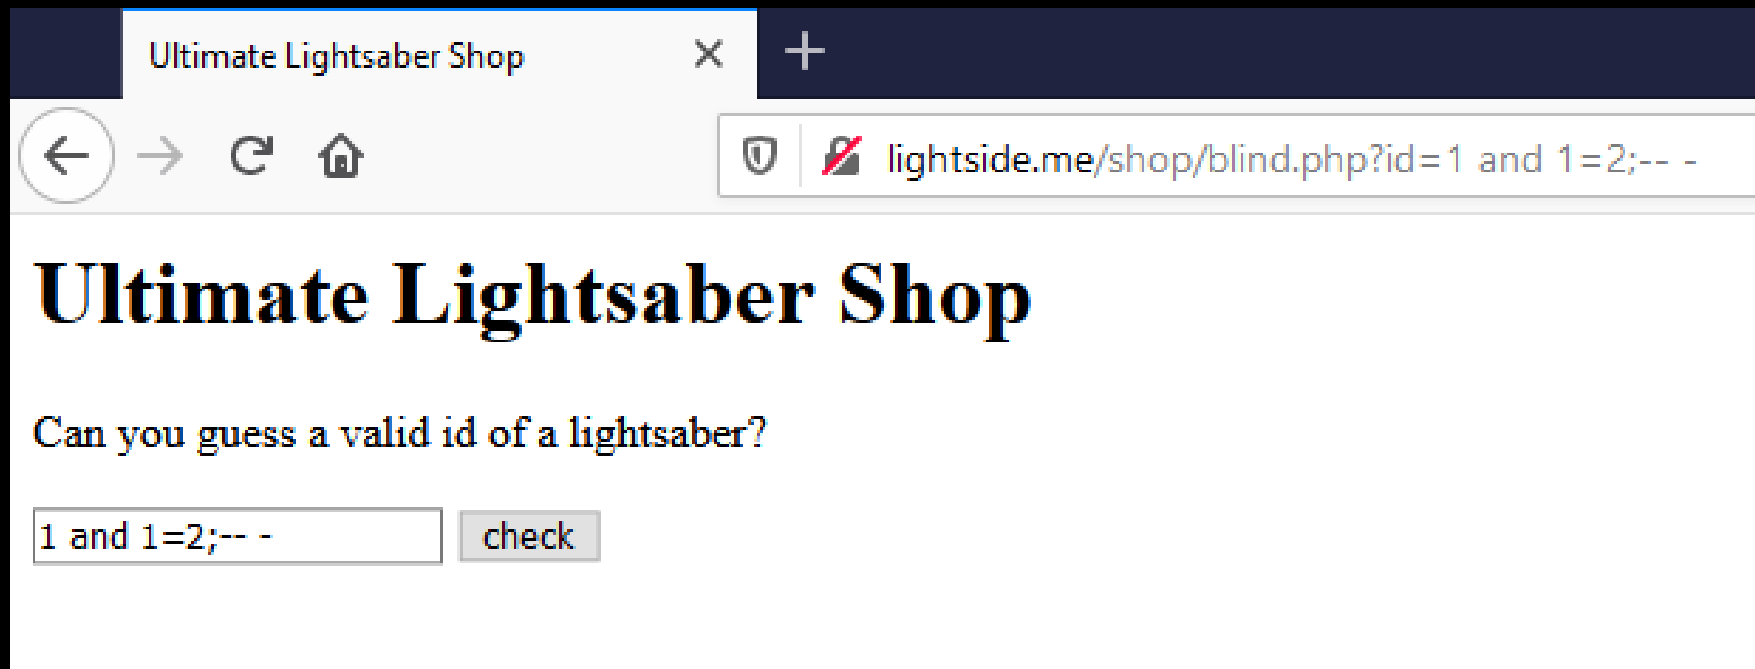 Ultimate Lightsaber Shop
lightside.me/shop/blind.php?id=1 and 1=2;-- -
Ultimate Lightsaber Shop
Can you guess a valid id of a lightsaber?
1 and 1=2;-- - check